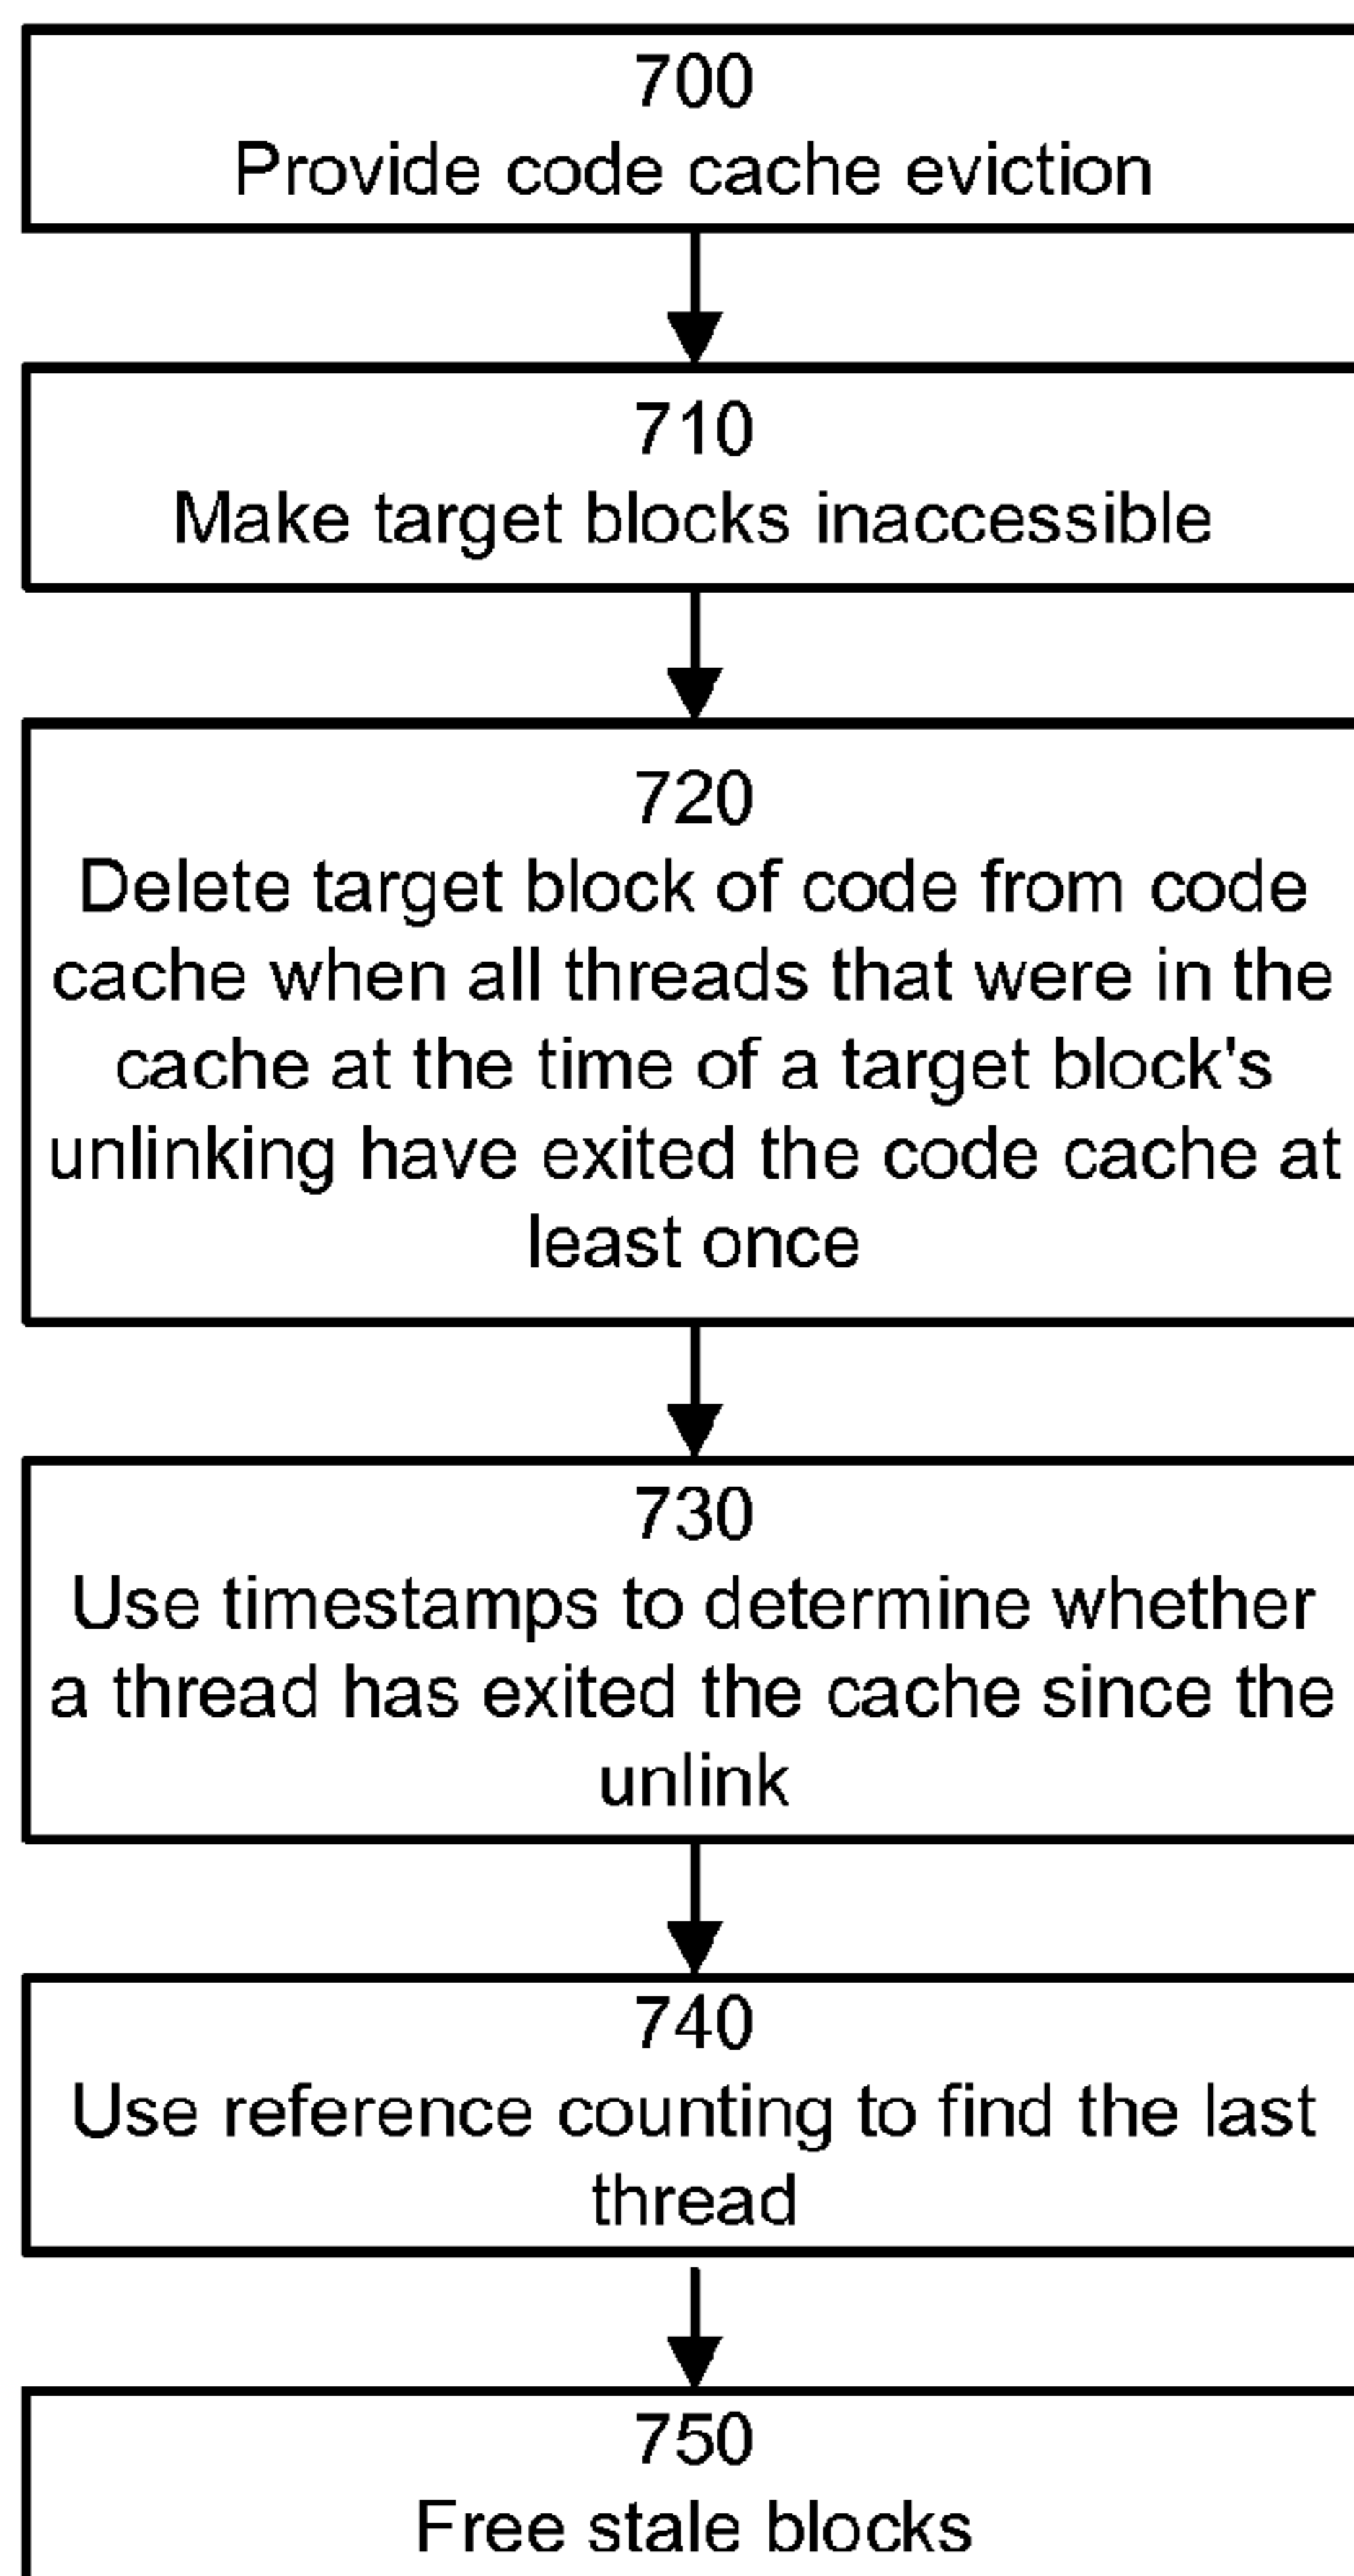 700
Provide code cache eviction
710
Make target blocks inaccessible
720
Delete target block of code from code
cache when all threads that were in the
cache at the time of a target block's
unlinking have exited the code cache at
least once
730
Use timestamps to determine whether
a thread has exited the cache since the
unlink
740
Use reference counting to find the last
thread
750
Free stale blocks